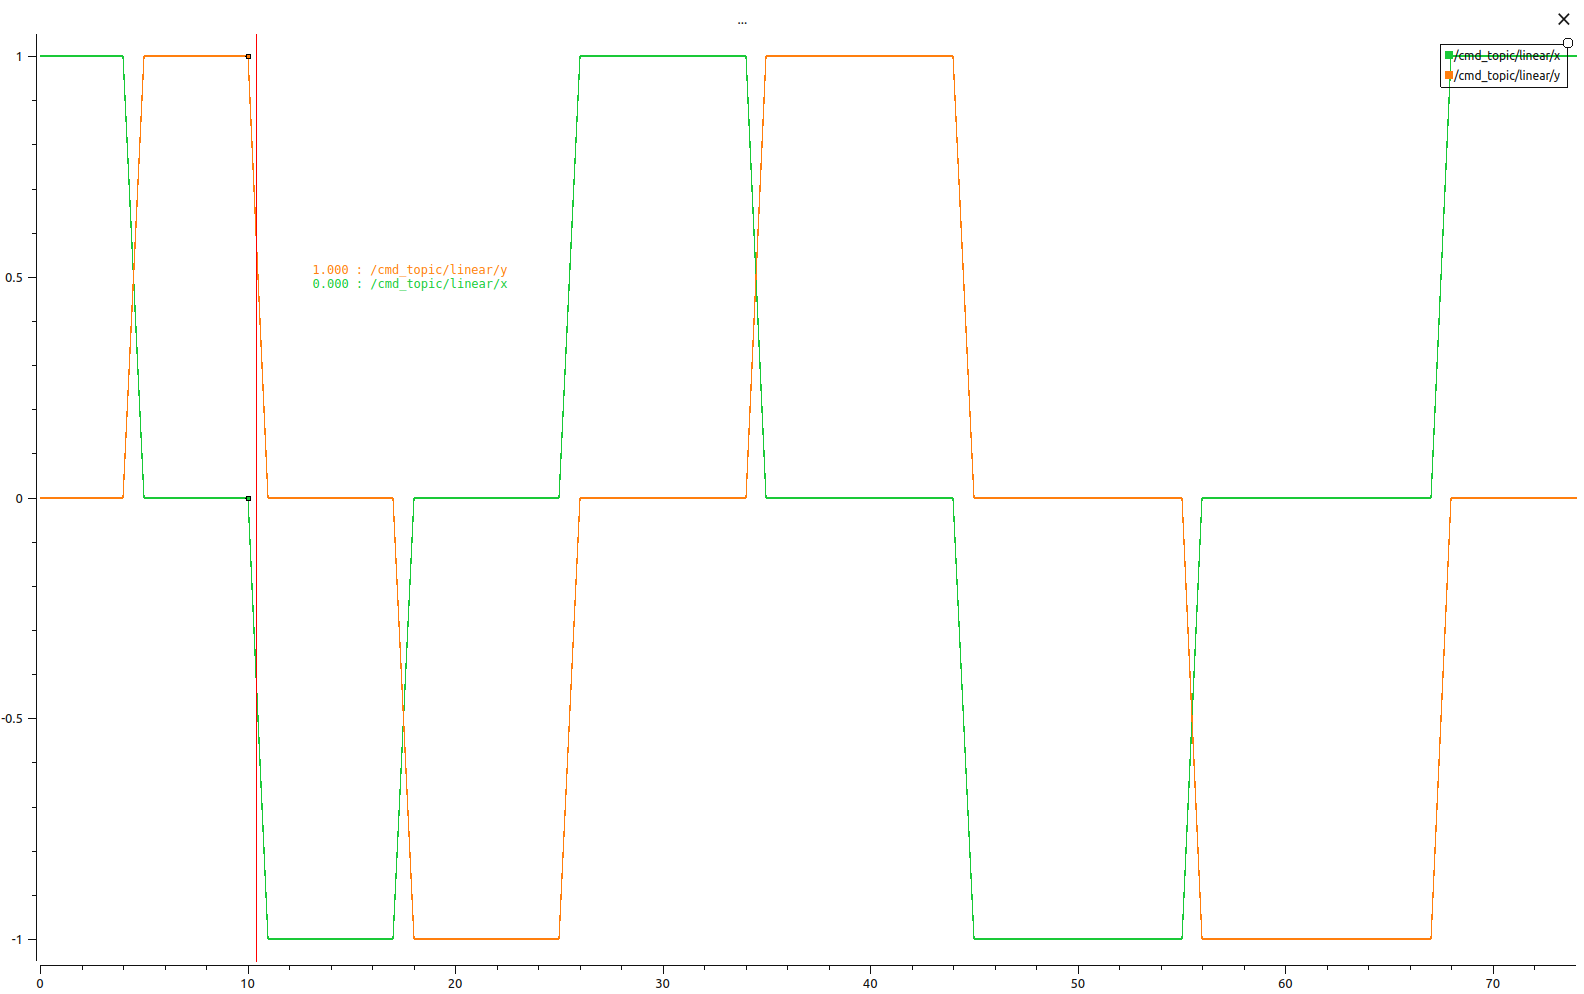 ...
1
/cmd_topic/linear/x
/cmd_topic/linear/y
0.5
1.000 : /cmd_topic/linear/y
0.000 : /cmd_topic/linear/x
0
-0.5
-1
0 10 20 30 40 50 60 70